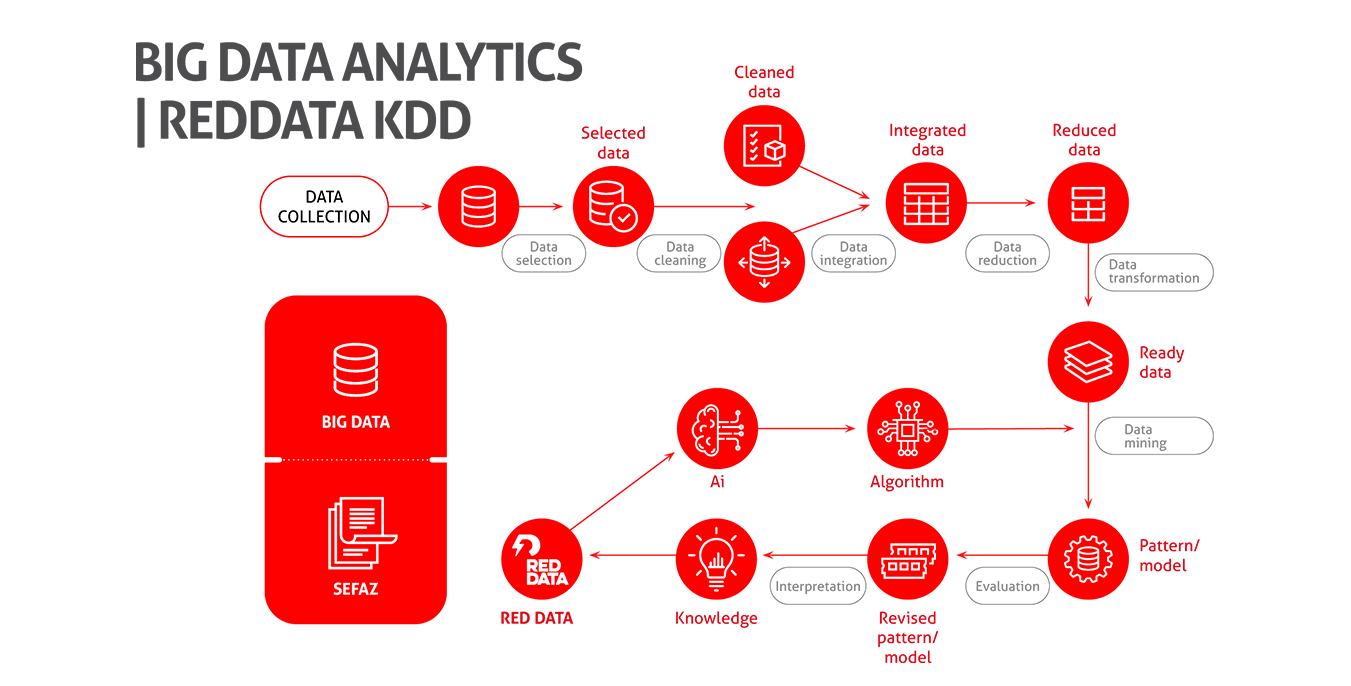 BIG DATA ANALYTICS
| REDDATA KDD
DATA
COLLECTION
Selected
data
Cleaned
data
Integrated
data
Reduced
data
Data
selection
Data
cleaning
Data
integration
Data
reduction
Data
transformation
Ready
data
Data
mining
BIG DATA
SEFAZ
Ai
Algorithm
RED
DATA
RED DATA
Knowledge
Interpretation
Revised
pattern/
model
Evaluation
Pattern/
model